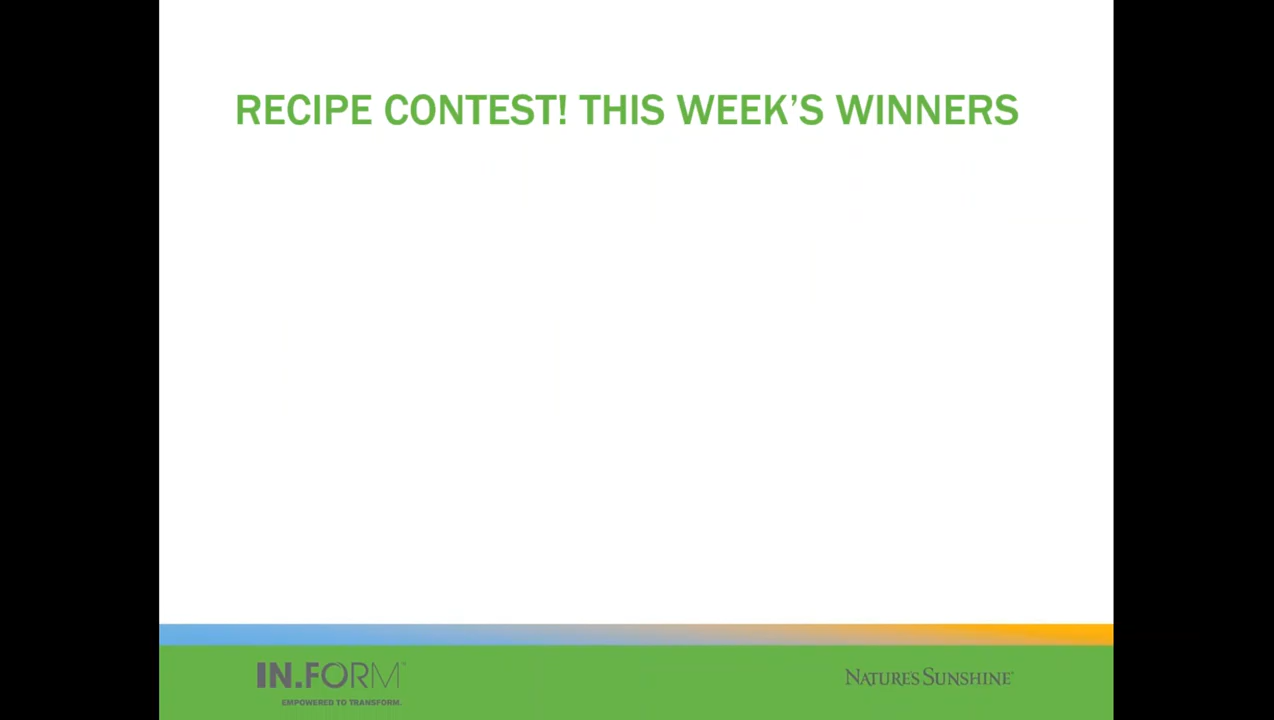 RECIPE CONTEST! THIS WEEK’S WINNERS
IN.FORM®
EMPOWERED TO TRANSFORM.
NATURE'S SUNSHINE®